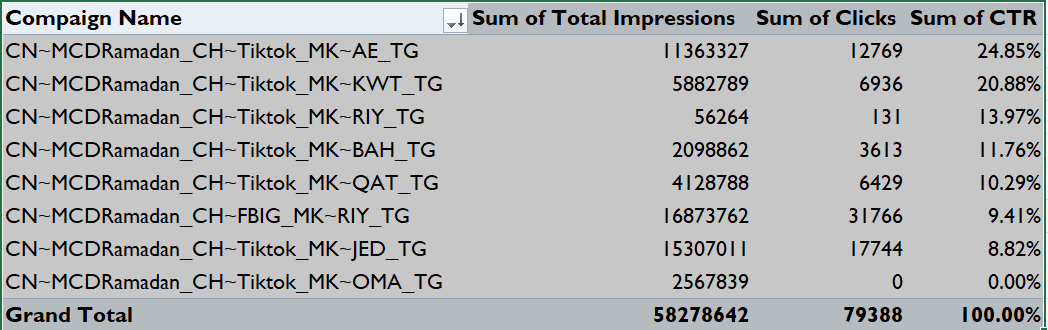 Compaign Name Sum of Total Impressions Sum of Clicks Sum of CTR
CN~MCDRamadan_CH~Tiktok_MK~AE_TG 11363327 12769 24.85%
CN~MCDRamadan_CH~Tiktok_MK~KWT_TG 5882789 6936 20.88%
CN~MCDRamadan_CH~Tiktok_MK~RIY_TG 56264 131 13.97%
CN~MCDRamadan_CH~Tiktok_MK~BAH_TG 2098862 3613 11.76%
CN~MCDRamadan_CH~Tiktok_MK~QAT_TG 4128788 6429 10.29%
CN~MCDRamadan_CH~FBIG_MK~RIY_TG 16873762 31766 9.41%
CN~MCDRamadan_CH~Tiktok_MK~JED_TG 15307011 17744 8.82%
CN~MCDRamadan_CH~Tiktok_MK~OMA_TG 2567839 0 0.00%
Grand Total 58278642 79388 100.00%